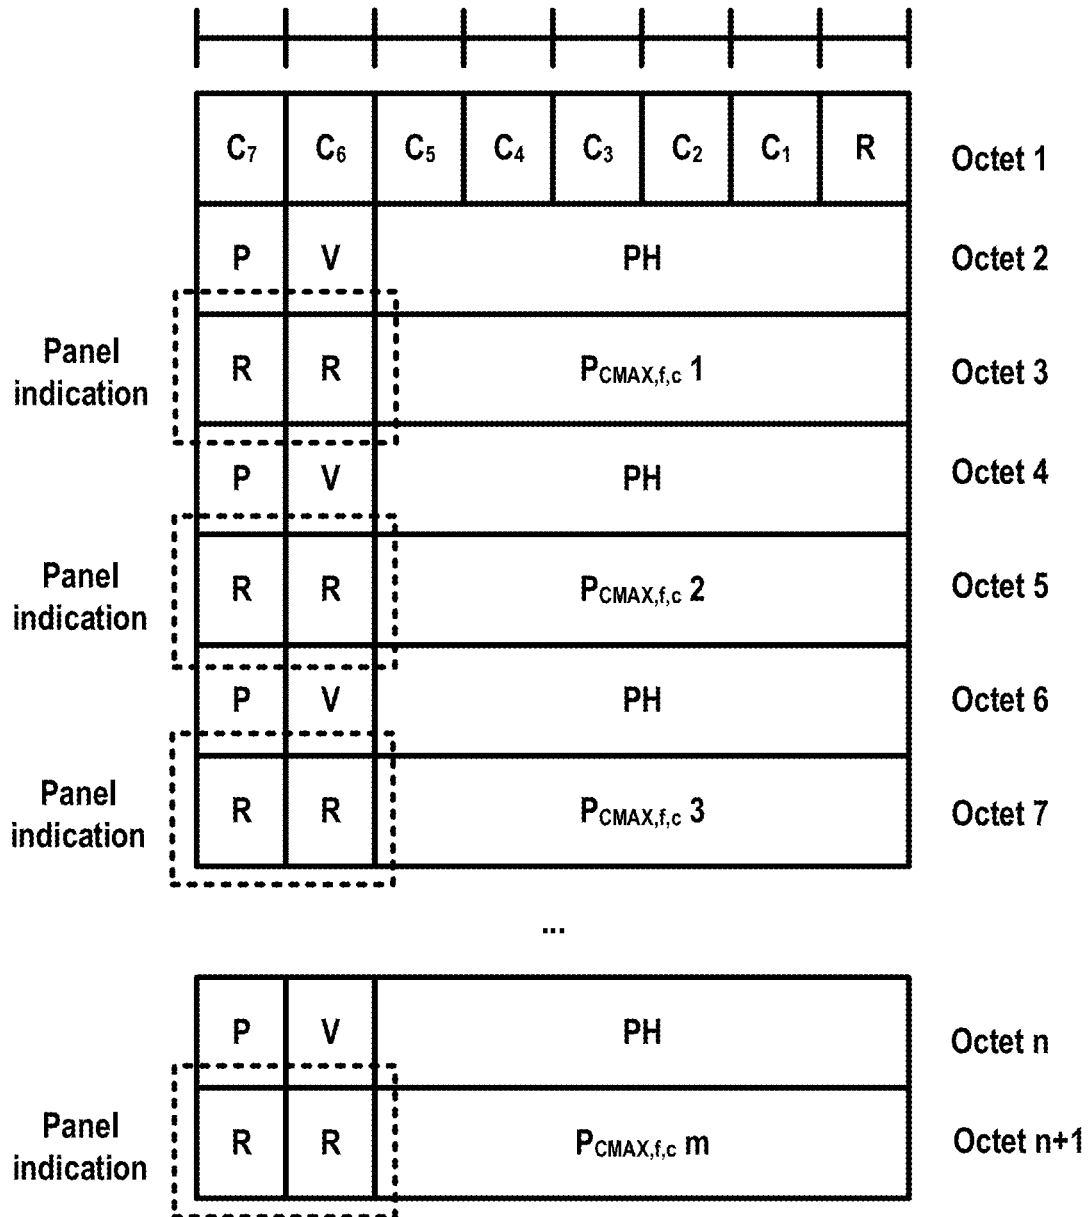 C7 C6 C5 C4 C3 C2 C1 R Octet 1
P V PH Octet 2
Panel indication R R PCMAX,f,c 1 Octet 3
P V PH Octet 4
Panel indication R R PCMAX,f,c 2 Octet 5
P V PH Octet 6
Panel indication R R PCMAX,f,c 3 Octet 7
...
P V PH Octet n
Panel indication R R PCMAX,f,c m Octet n+1